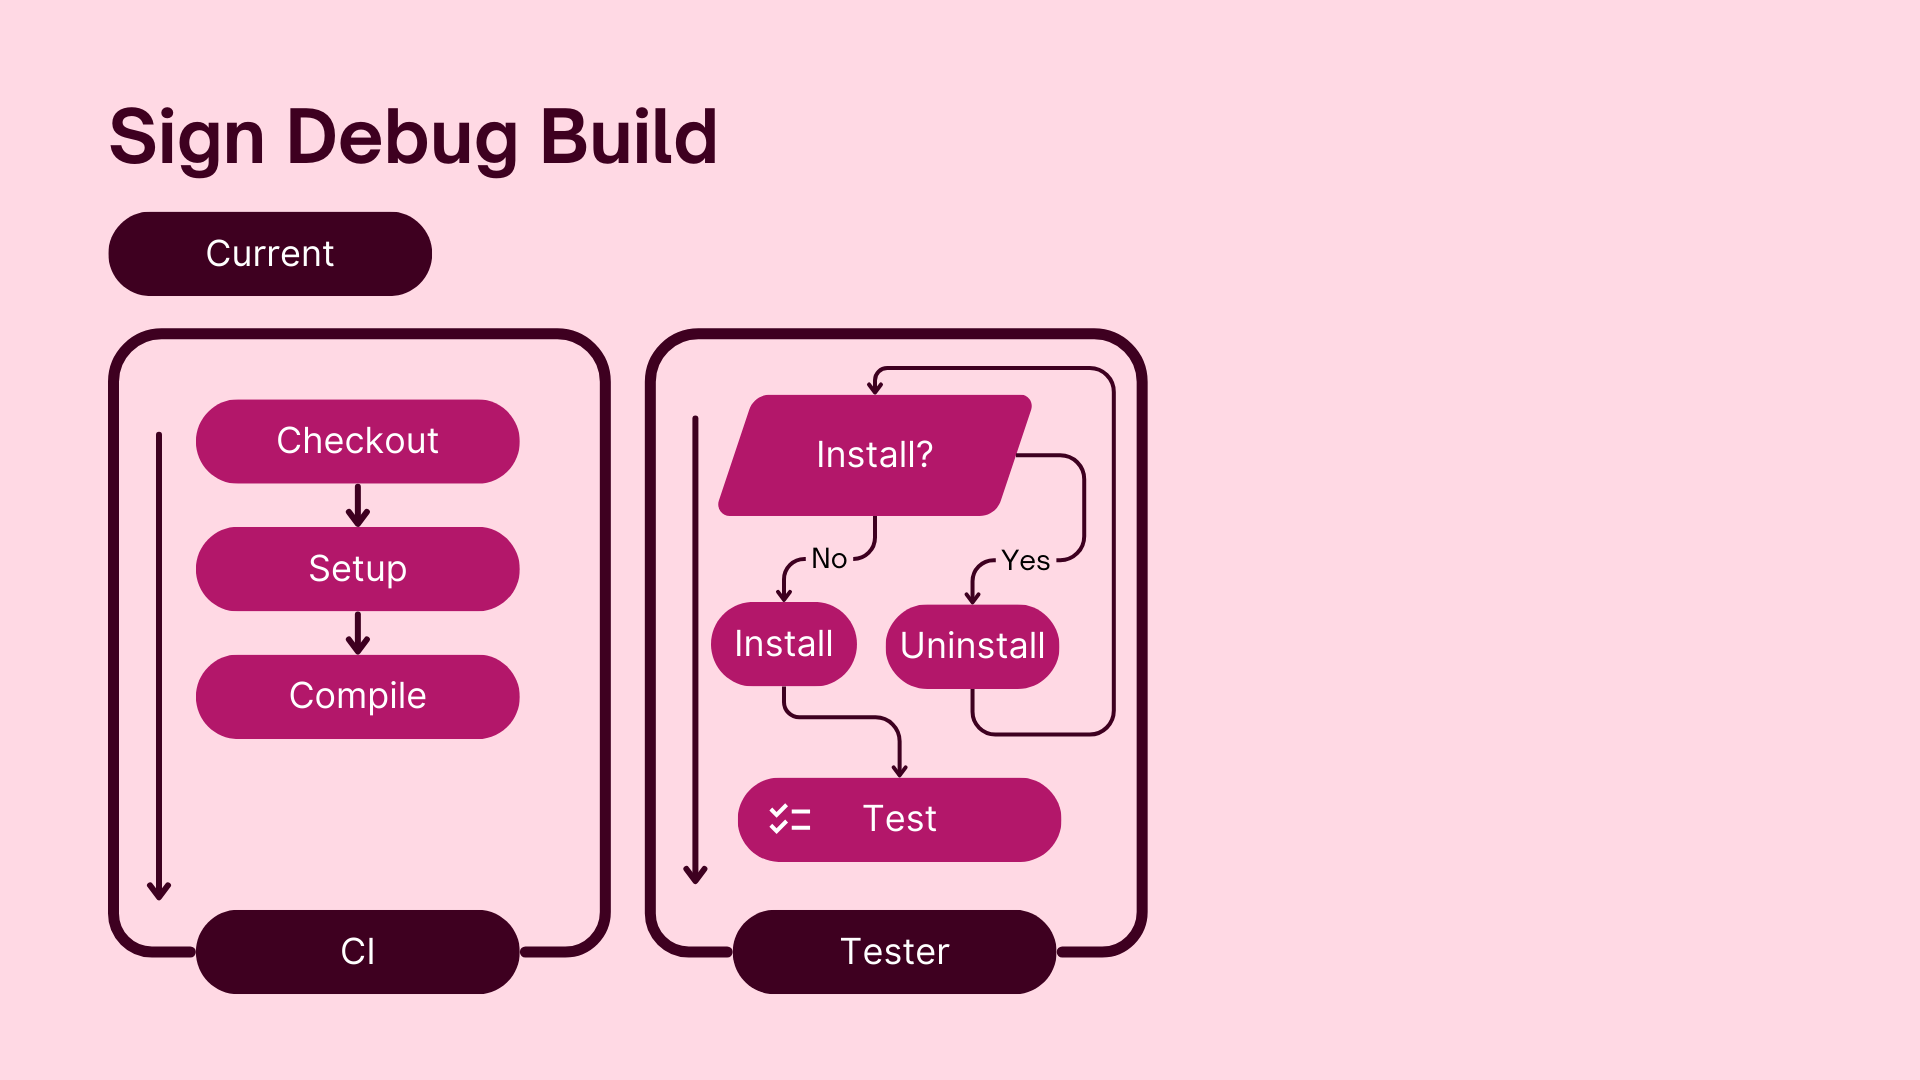 Sign Debug Build
Current
Checkout
Setup
Compile
CI
Install?
No
Yes
Install
Uninstall
Test
Tester